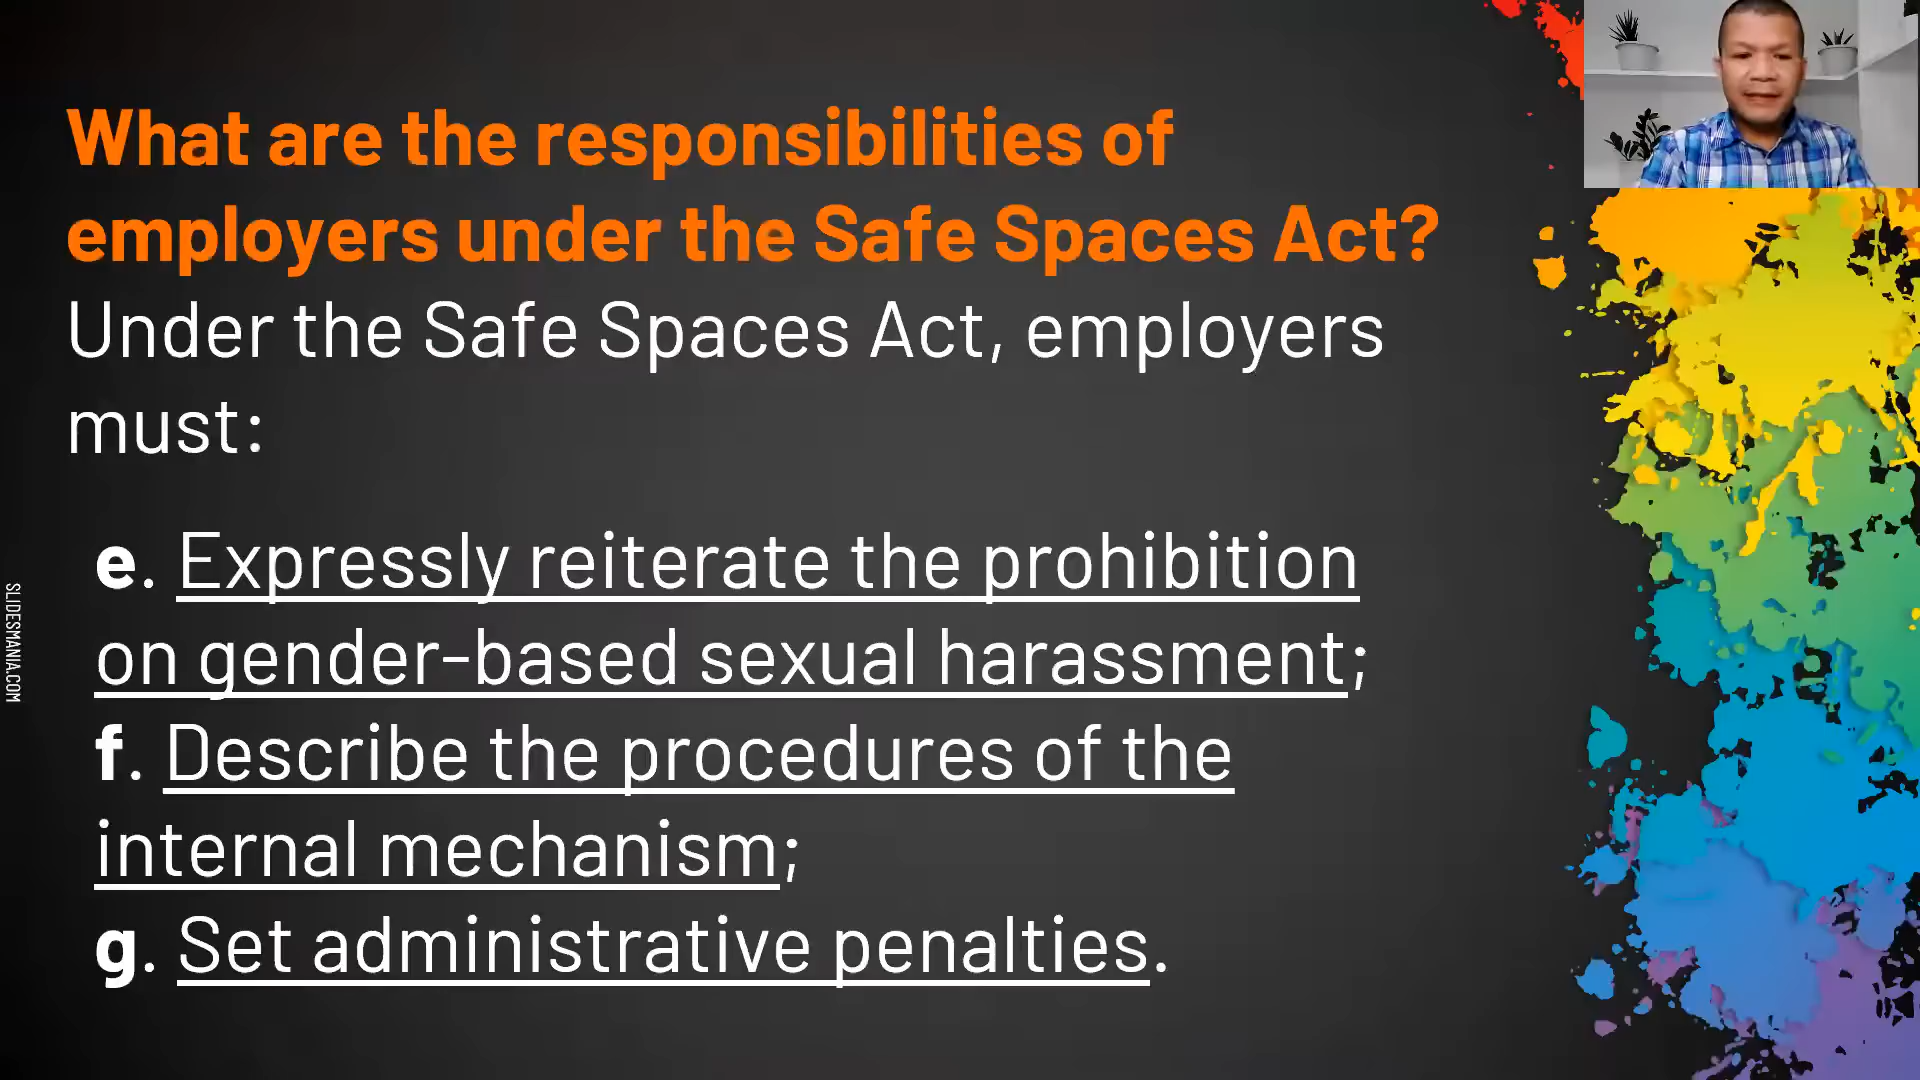 What are the responsibilities of
employers under the Safe Spaces Act?
Under the Safe Spaces Act, employers
must:
e. Expressly reiterate the prohibition
on gender-based sexual harassment;
f. Describe the procedures of the
internal mechanism;
g. Set administrative penalties.
SLIDESMANIA.COM